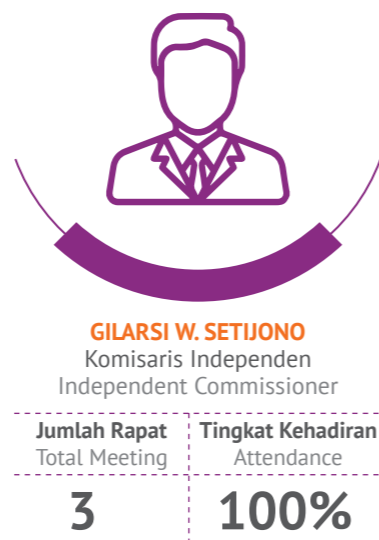 GILARSI W. SETIJONO
Komisaris Independen
Independent Commissioner
Jumlah Rapat
Total Meeting
3
Tingkat Kehadiran
Attendance
100%